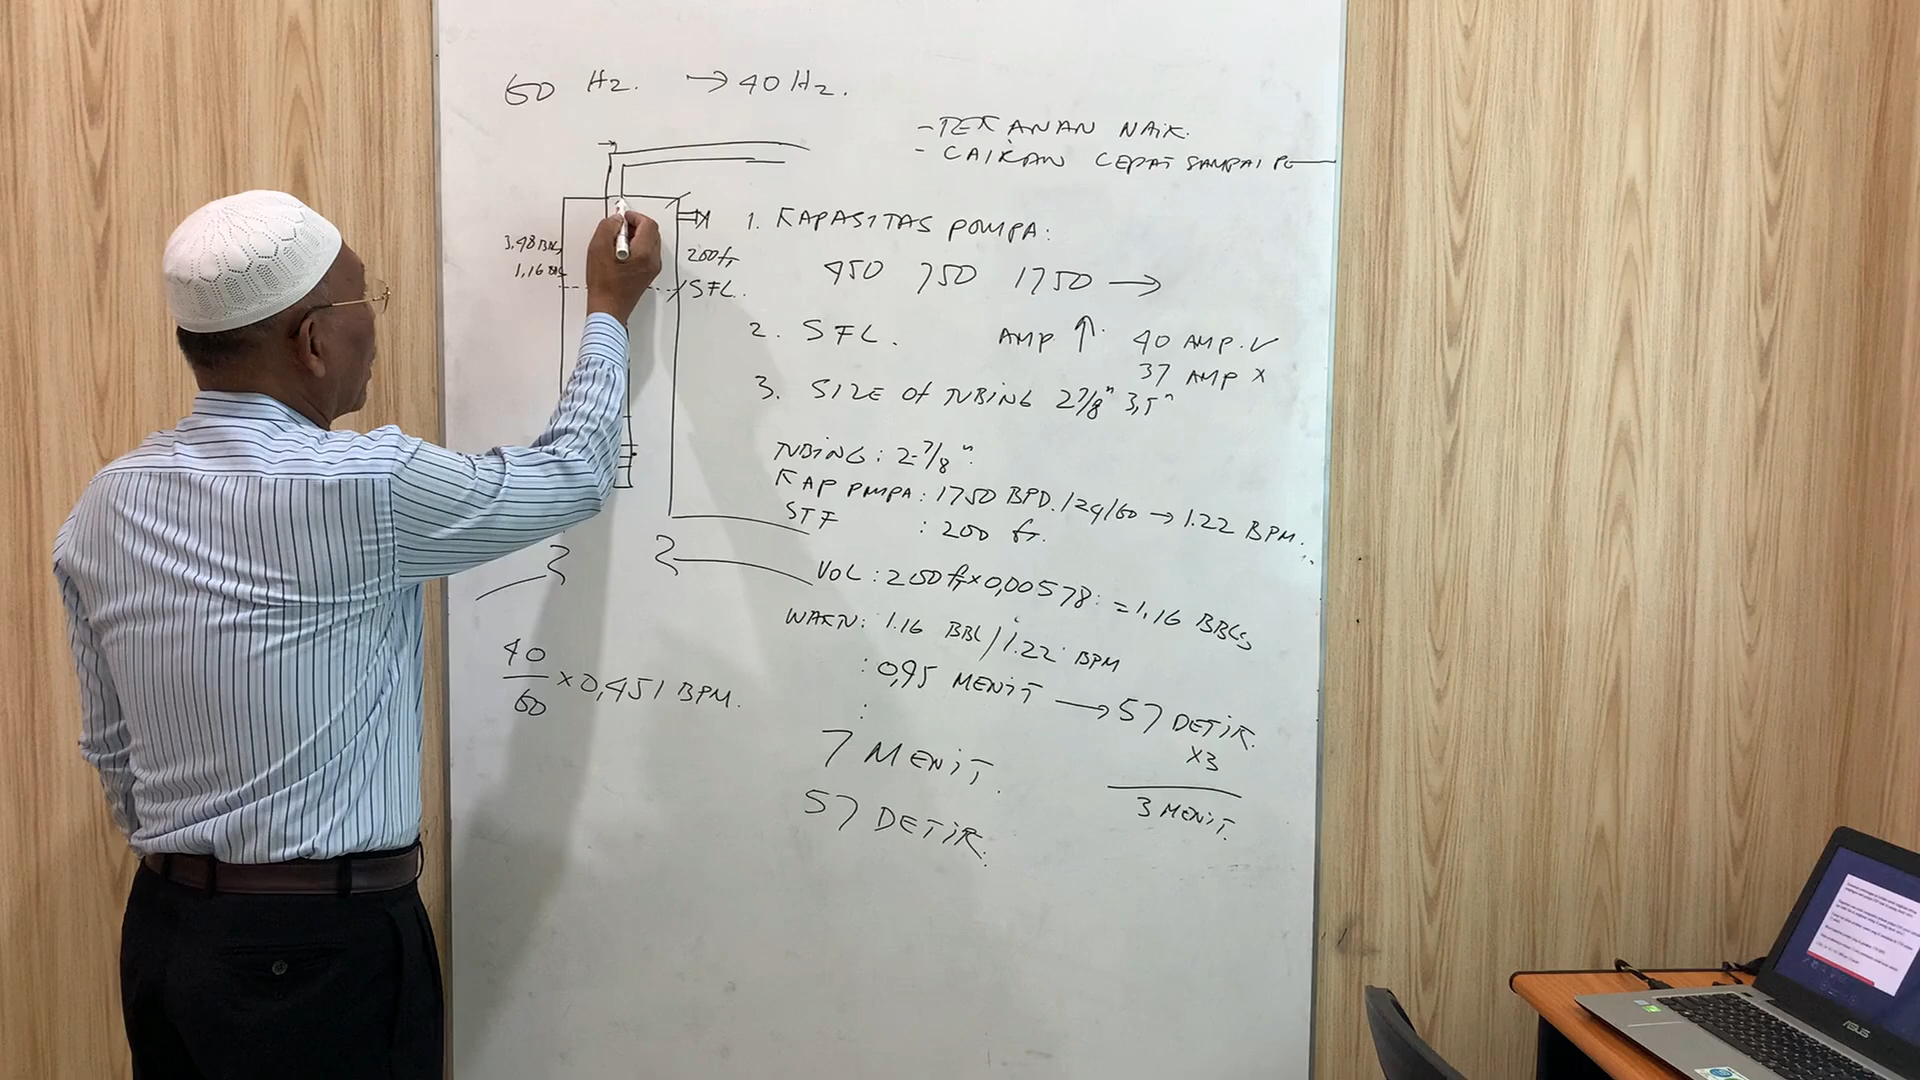 60 Hz. → 40 Hz.
- TEKANAN NAIK.
- CAIRAN CEPAT SAMPAI PE
3,48 BBLS
1,16 BBLS
200 ft
SFL.
1. KAPASITAS POMPA:
450 750 1750 →
2. SFL. AMP ↑. 40 AMP. ✓
37 AMP X
3. SIZE OF TUBING 2 7/8" 3,5"
TUBING: 2-7/8".
KAP POMPA: 1750 BPD. /24/60 → 1.22 BPM.
STF : 200 ft.
VOL: 200 ft x 0,00578: = 1,16 BBLS
WAKTU: 1.16 BBL / 1.22 BPM
: 0,95 MENIT → 57 DETIK.
x3
3 MENIT.
:
7 MENIT.
57 DETIK.
40/60 x 0,451 BPM.
ASUS